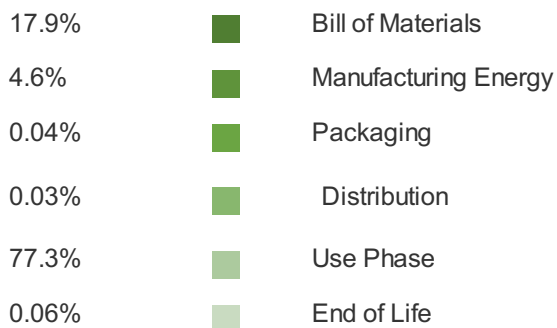 17.9% Bill of Materials
4.6% Manufacturing Energy
0.04% Packaging
0.03% Distribution
77.3% Use Phase
0.06% End of Life